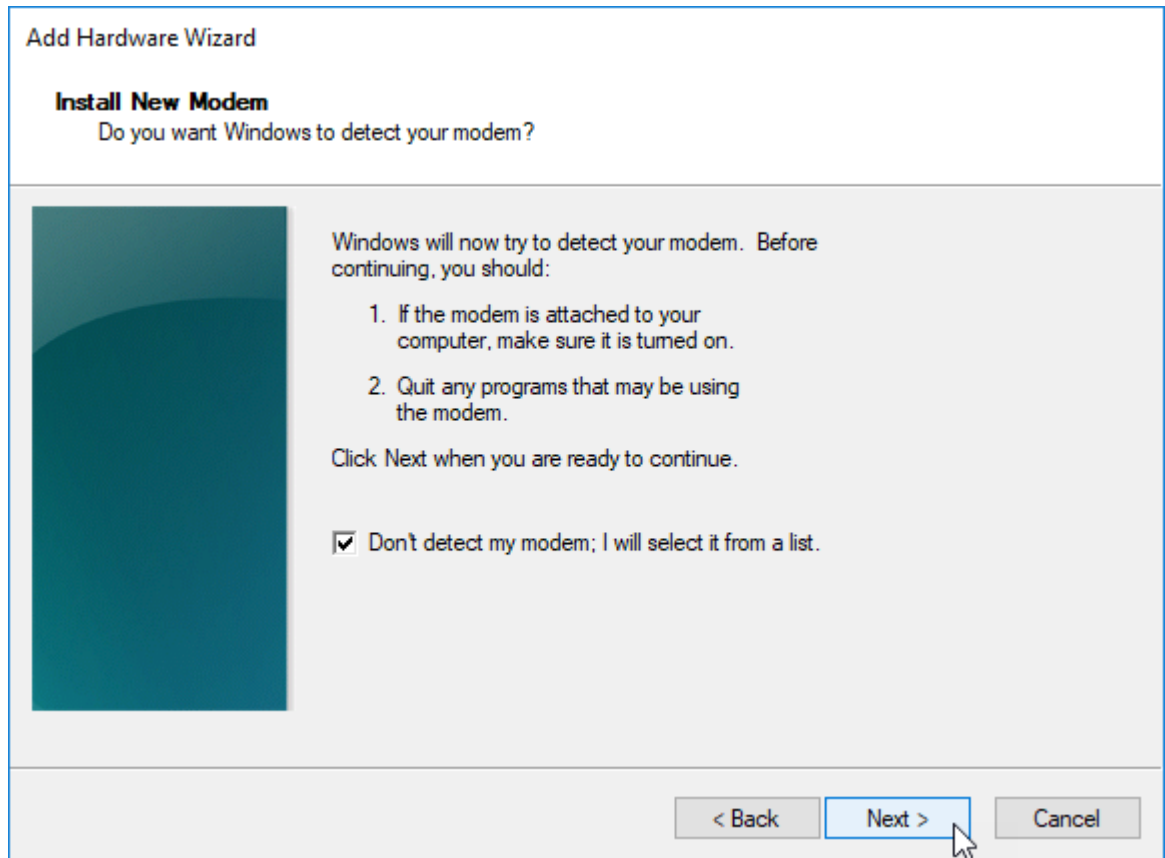 Add Hardware Wizard
Install New Modem
Do you want Windows to detect your modem?
Windows will now try to detect your modem.  Before
continuing, you should:
1.  If the modem is attached to your
computer, make sure it is turned on.
2.  Quit any programs that may be using
the modem.
Click Next when you are ready to continue.
Don't detect my modem; I will select it from a list.
< Back
Next >
Cancel